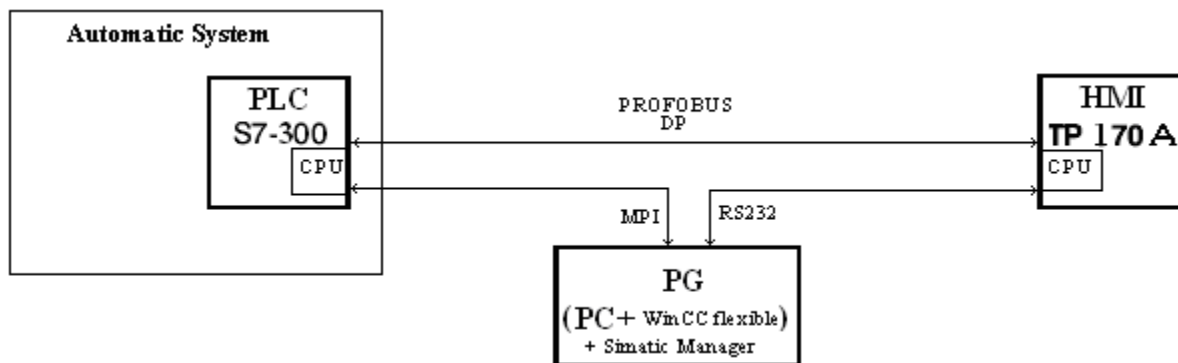 Automatic System
PLC
S7-300
CPU
PROFOBUS
DP
HMI
TP 170 A
CPU
MPI
RS232
PG
(PC+ WinCC flexible)
+ Simatic Manager